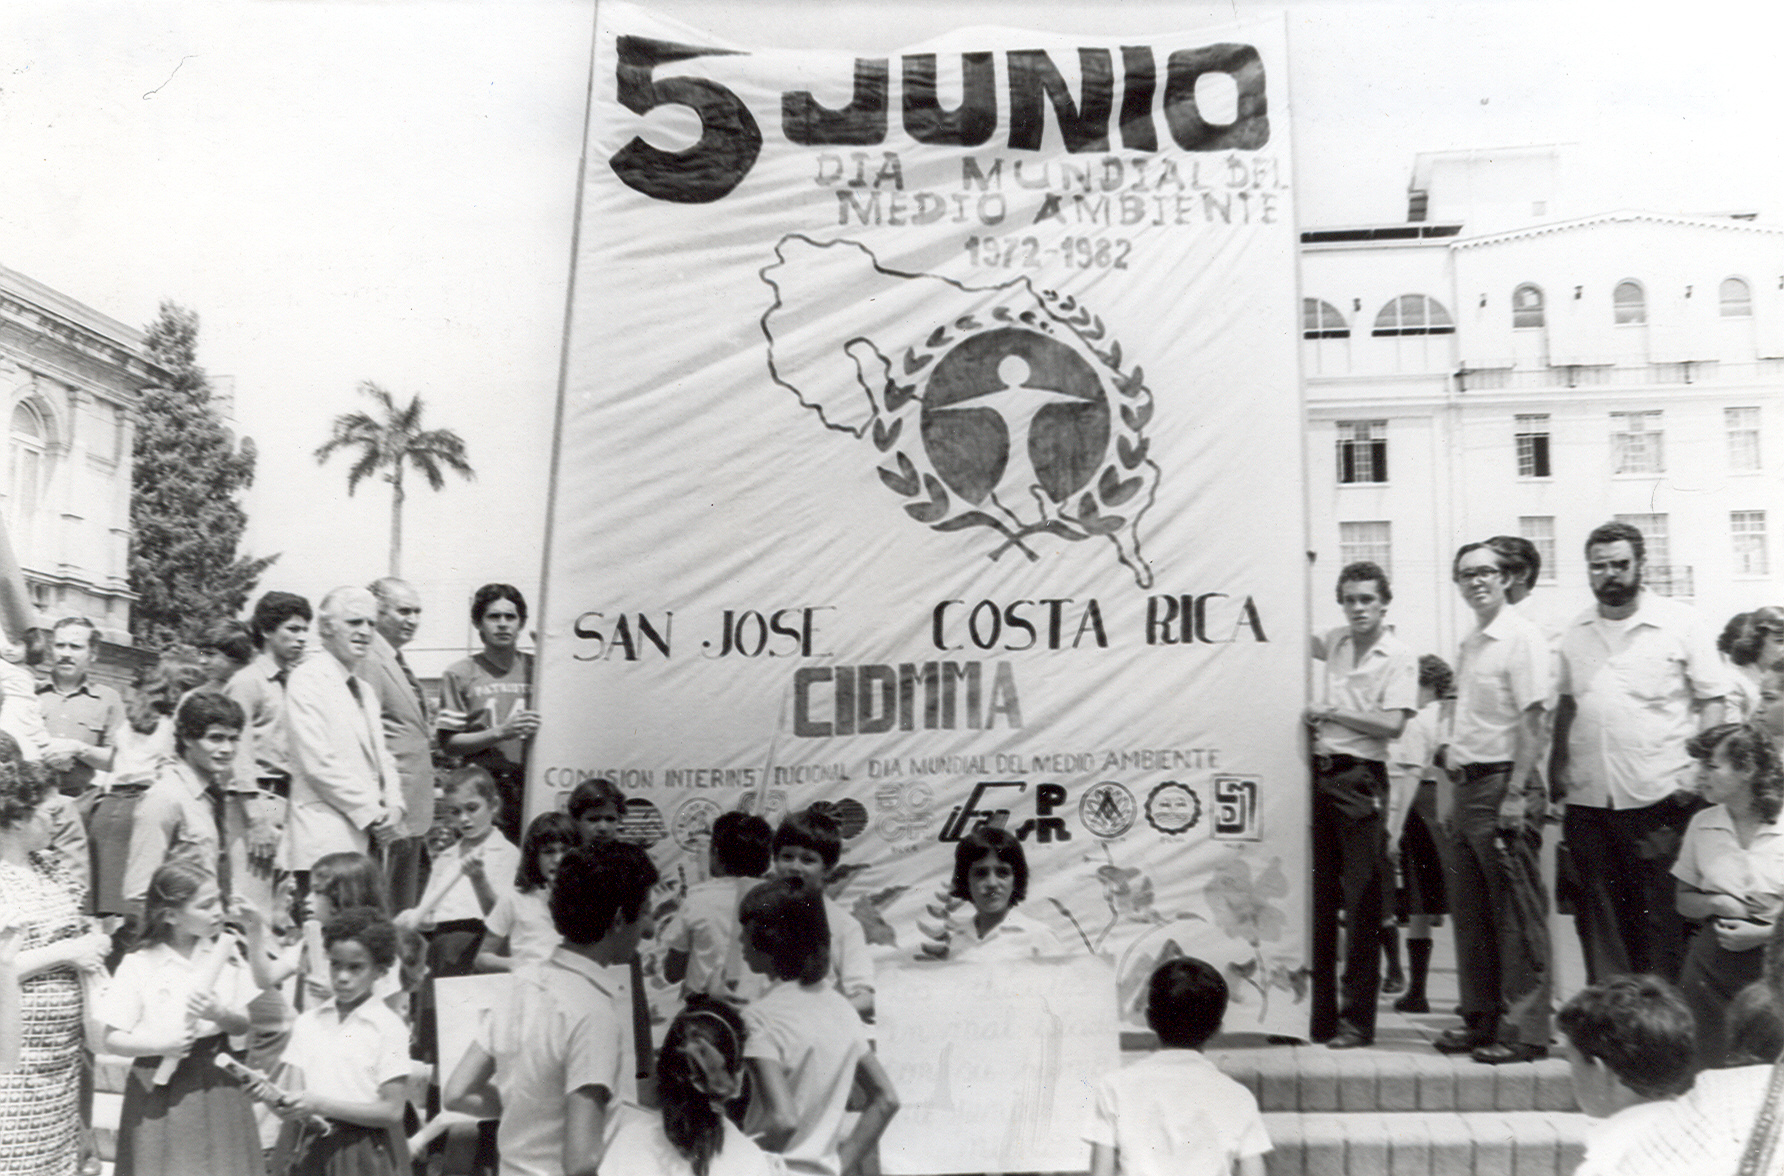 5 JUNIO
DIA MUNDIAL DEL
MEDIO AMBIENTE
1972-1982
SAN JOSE COSTA RICA
CIDMMA
COMISION INTERINSTITUCIONAL DIA MUNDIAL DEL MEDIO AMBIENTE